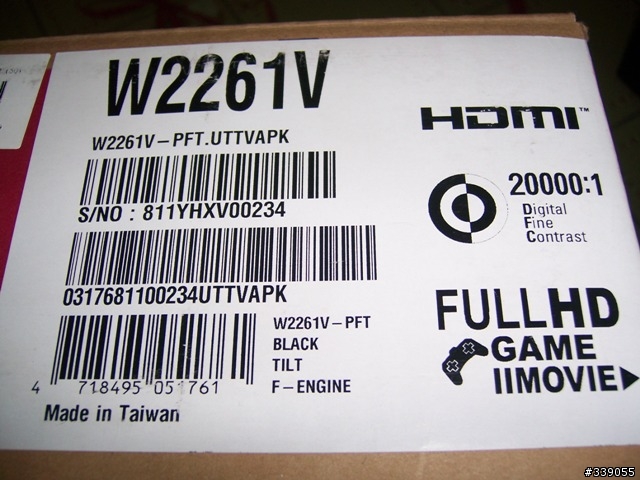 W2261V
W2261V-PFT.UTTVAPK
S/NO : 811YHXV00234
0317681100234UTTVAPK
W2261V-PFT
BLACK
TILT
F-ENGINE
4 718495 051761
Made in Taiwan
HDMI™
20000:1
Digital
Fine
Contrast
FULLHD
GAME
IIMOVIE▶
#339055